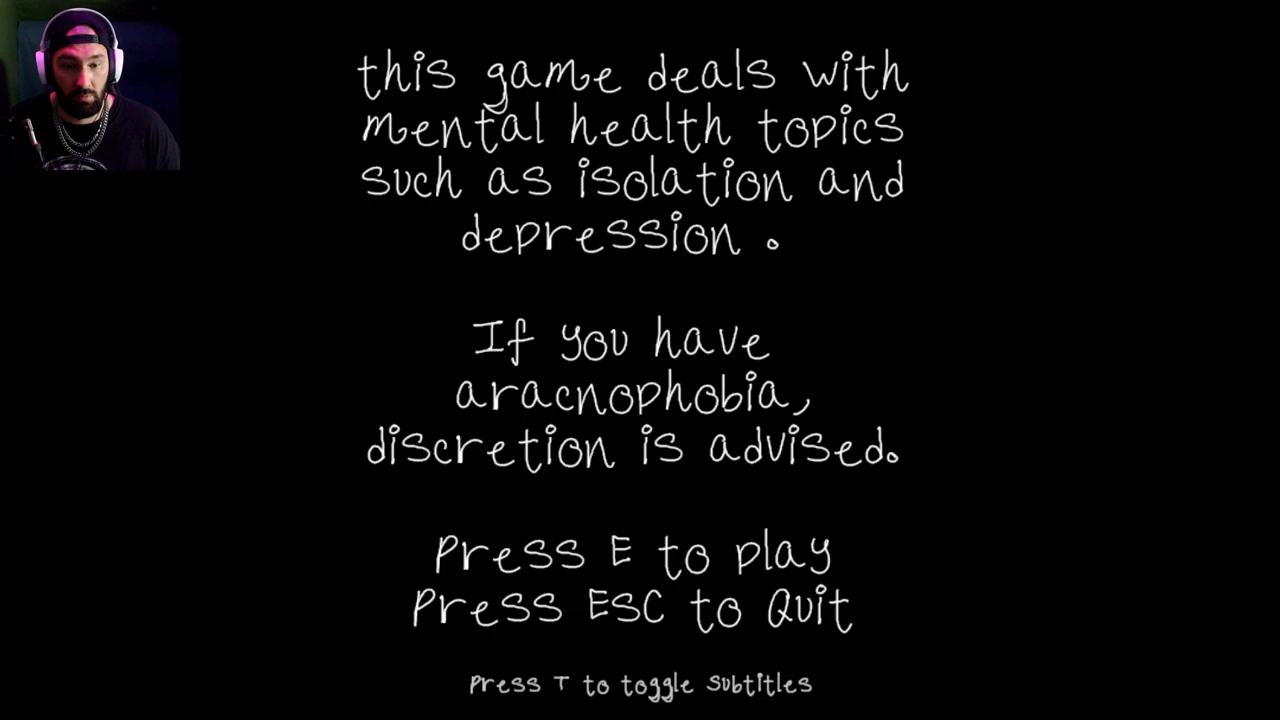 this game deals with
mental health topics
such as isolation and
depression .
If you have
aracnophobia,
discretion is advised.
Press E to play
Press ESC to Quit
Press T to toggle subtitles